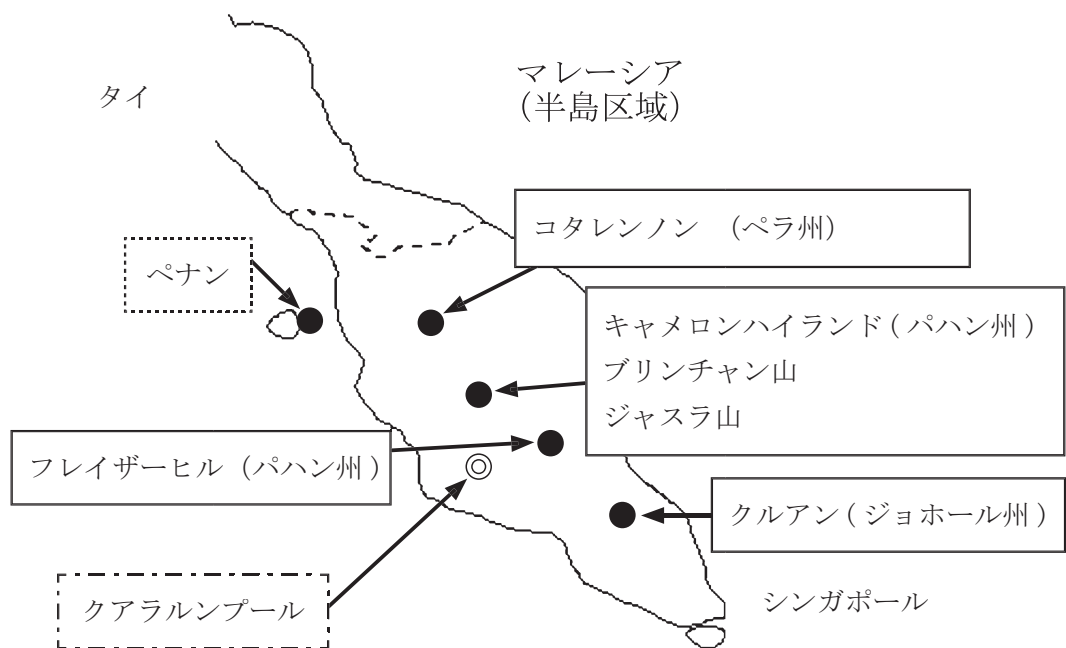 マレーシア
(半島区域)
タイ
コタレンノン　(ペラ州)
ペナン
キャメロンハイランド(パハン州)
ブリンチャン山
ジャスラ山
フレイザーヒル(パハン州)
クルアン(ジョホール州)
クアラルンプール
シンガポール